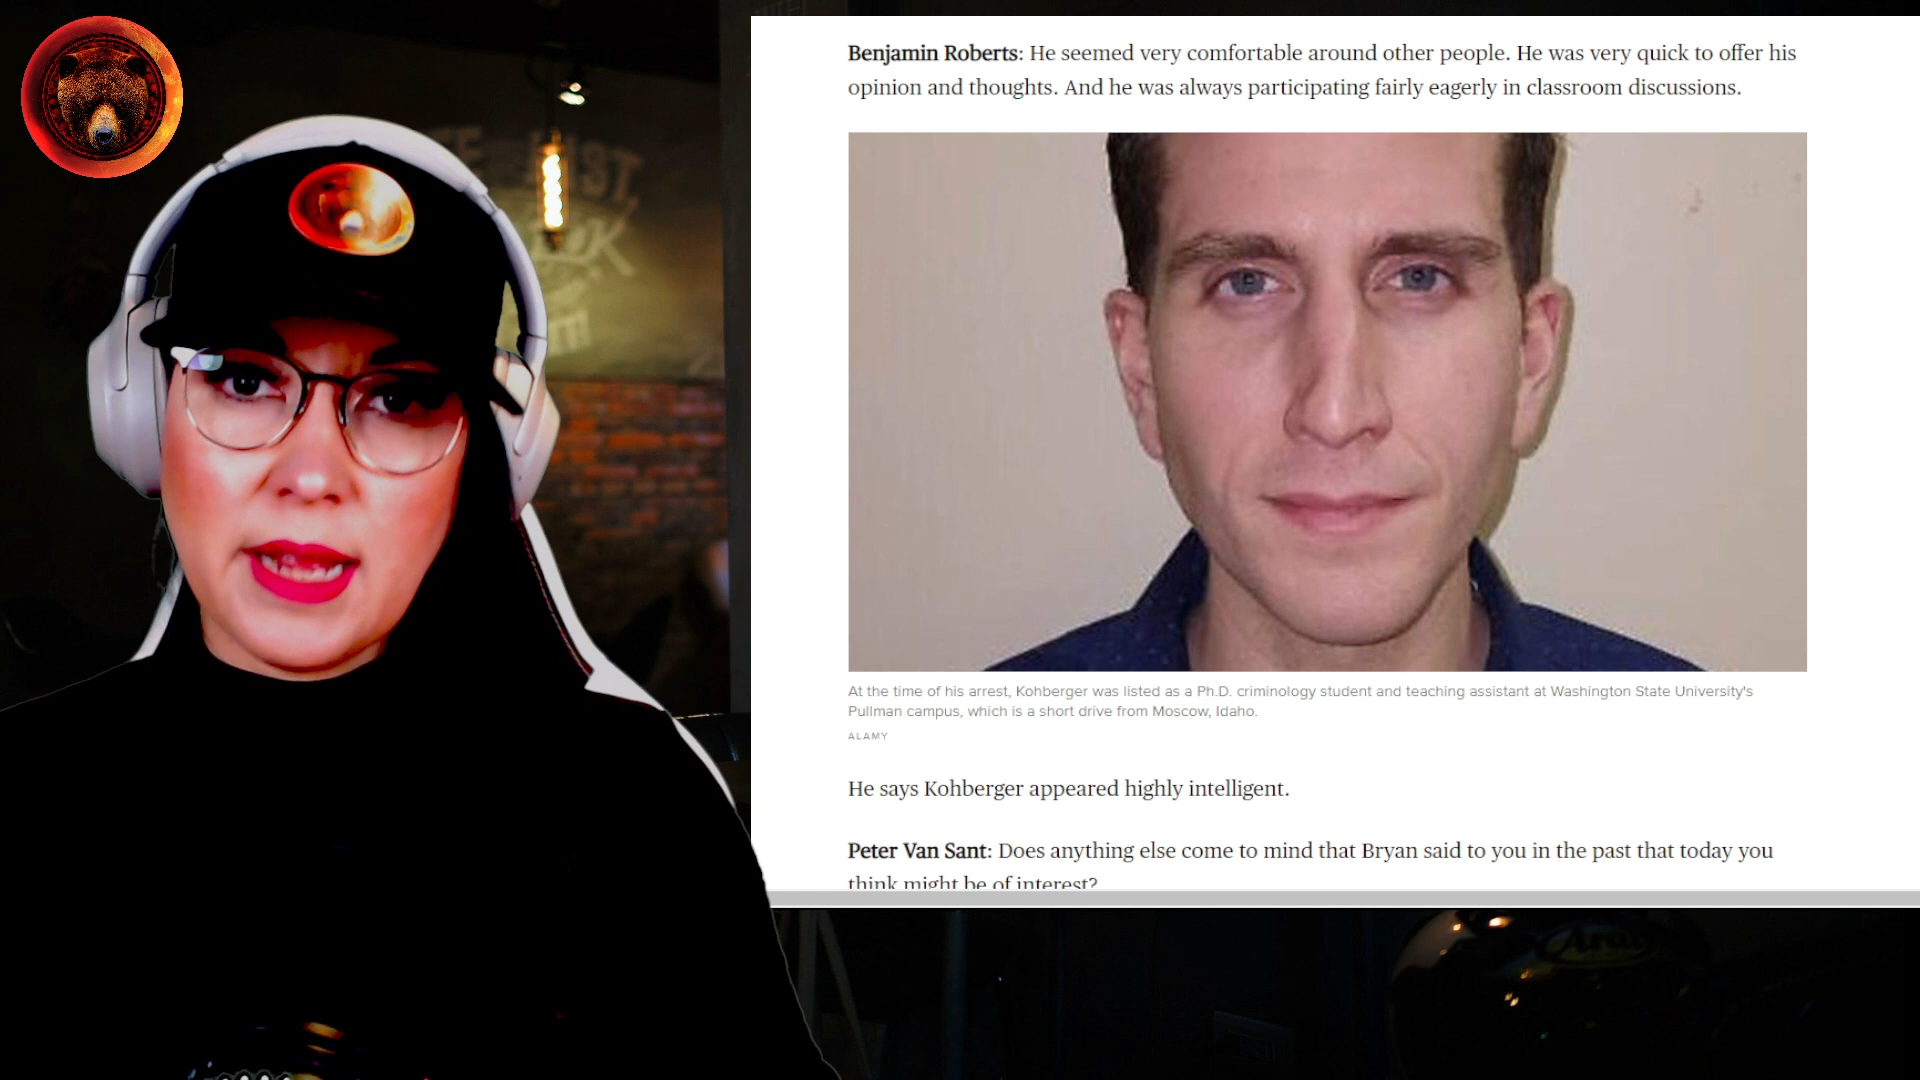 Benjamin Roberts: He seemed very comfortable around other people. He was very quick to offer his
opinion and thoughts. And he was always participating fairly eagerly in classroom discussions.
At the time of his arrest, Kohberger was listed as a Ph.D. criminology student and teaching assistant at Washington State University's
Pullman campus, which is a short drive from Moscow, Idaho.
ALAMY
He says Kohberger appeared highly intelligent.
Peter Van Sant: Does anything else come to mind that Bryan said to you in the past that today you
think might be of interest?
Arai